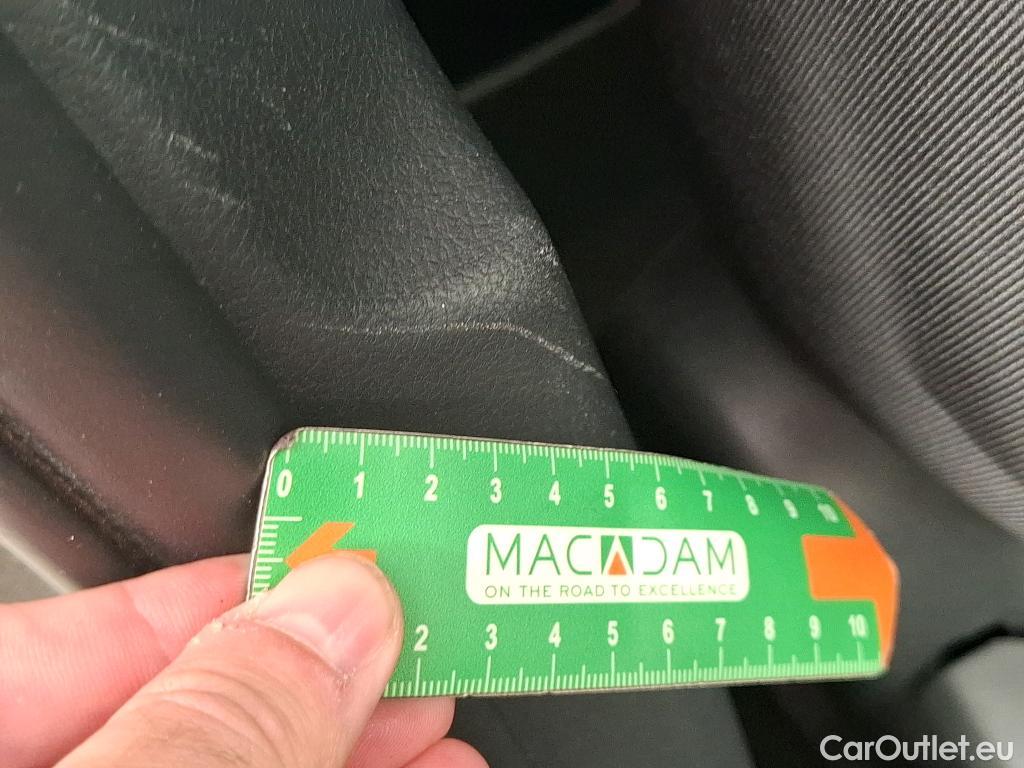 0 1 2 3 4 5 6 7 8 9 10
MACADAM
ON THE ROAD TO EXCELLENCE
2 3 4 5 6 7 8 9 10
CarOutlet.eu